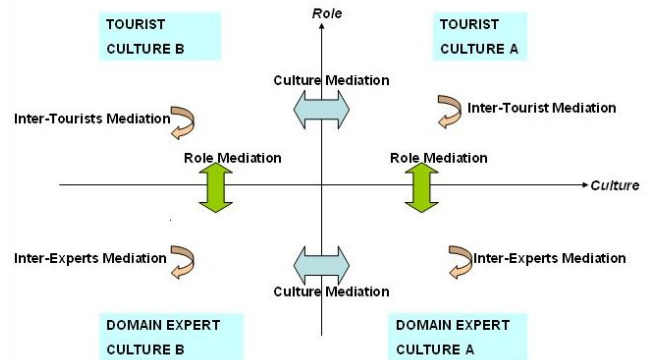 TOURIST
CULTURE B
Role
TOURIST
CULTURE A
Culture Mediation
Inter-Tourists Mediation
Inter-Tourist Mediation
Role Mediation
Role Mediation
Culture
Inter-Experts Mediation
Inter-Experts Mediation
Culture Mediation
DOMAIN EXPERT
CULTURE B
DOMAIN EXPERT
CULTURE A